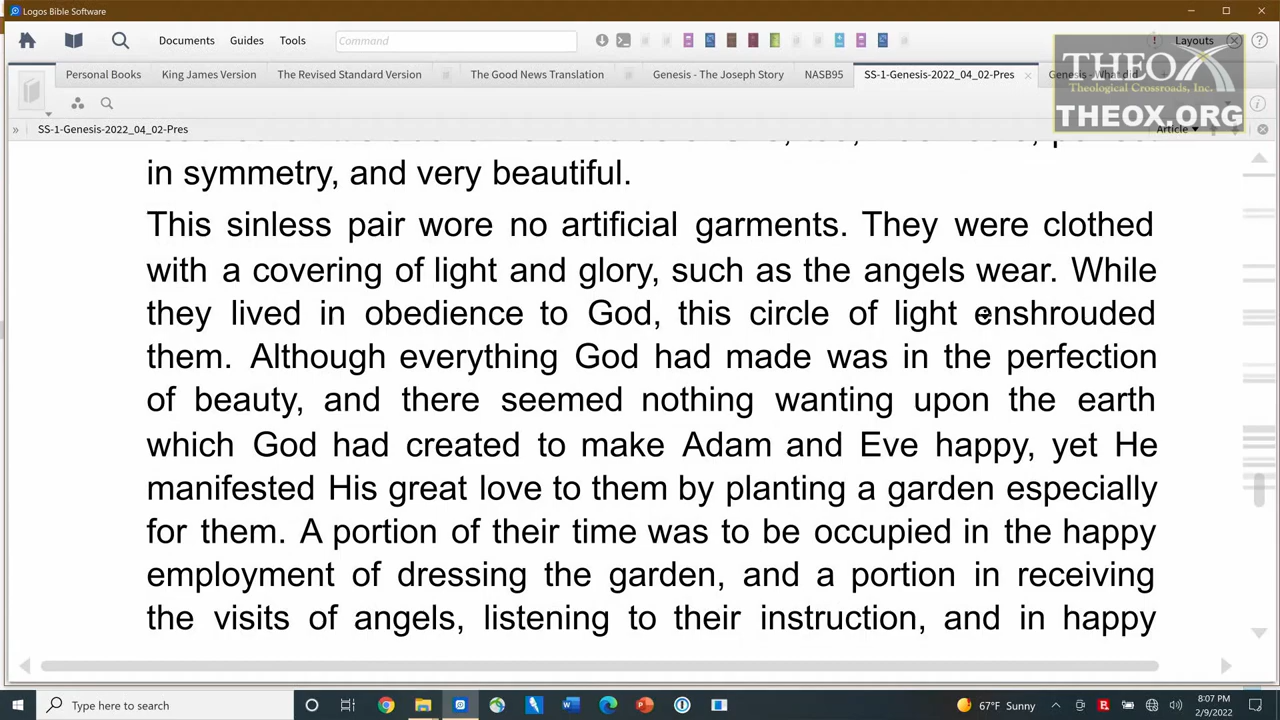 Logos Bible Software
Documents Guides Tools Command Layouts
THEOX
Theological Crossroads, Inc.
THEOX.ORG
Personal Books King James Version The Revised Standard Version The Good News Translation Genesis - The Joseph Story NASB95 SS-1-Genesis-2022_04_02-Pres Genesis - What did
SS-1-Genesis-2022_04_02-Pres Article
in symmetry, and very beautiful.
This sinless pair wore no artificial garments. They were clothed
with a covering of light and glory, such as the angels wear. While
they lived in obedience to God, this circle of light enshrouded
them. Although everything God had made was in the perfection
of beauty, and there seemed nothing wanting upon the earth
which God had created to make Adam and Eve happy, yet He
manifested His great love to them by planting a garden especially
for them. A portion of their time was to be occupied in the happy
employment of dressing the garden, and a portion in receiving
the visits of angels, listening to their instruction, and in happy
Type here to search
67°F Sunny
8:07 PM
2/9/2022